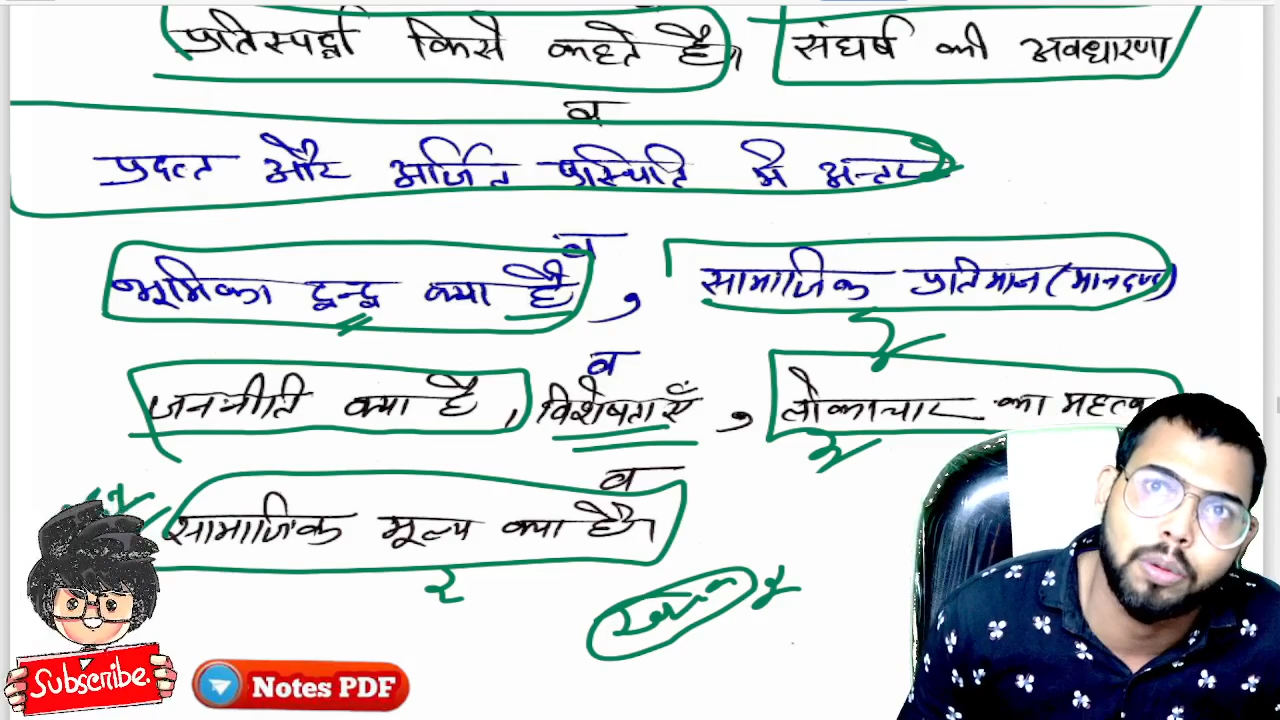 प्रतिस्पर्द्धा किसे कहते है। संघर्ष की अवधारणा
व
प्रदत्त और अर्जित प्रस्थिति में अन्तर
व
भूमिका द्वन्द्व क्या है, सामाजिक प्रतिमान (मानदण्ड)
व
जनरीति क्या है, विशेषताएँ, लोकाचार का महत्व
व
सामाजिक मूल्य क्या है?
Subscribe.
Notes PDF